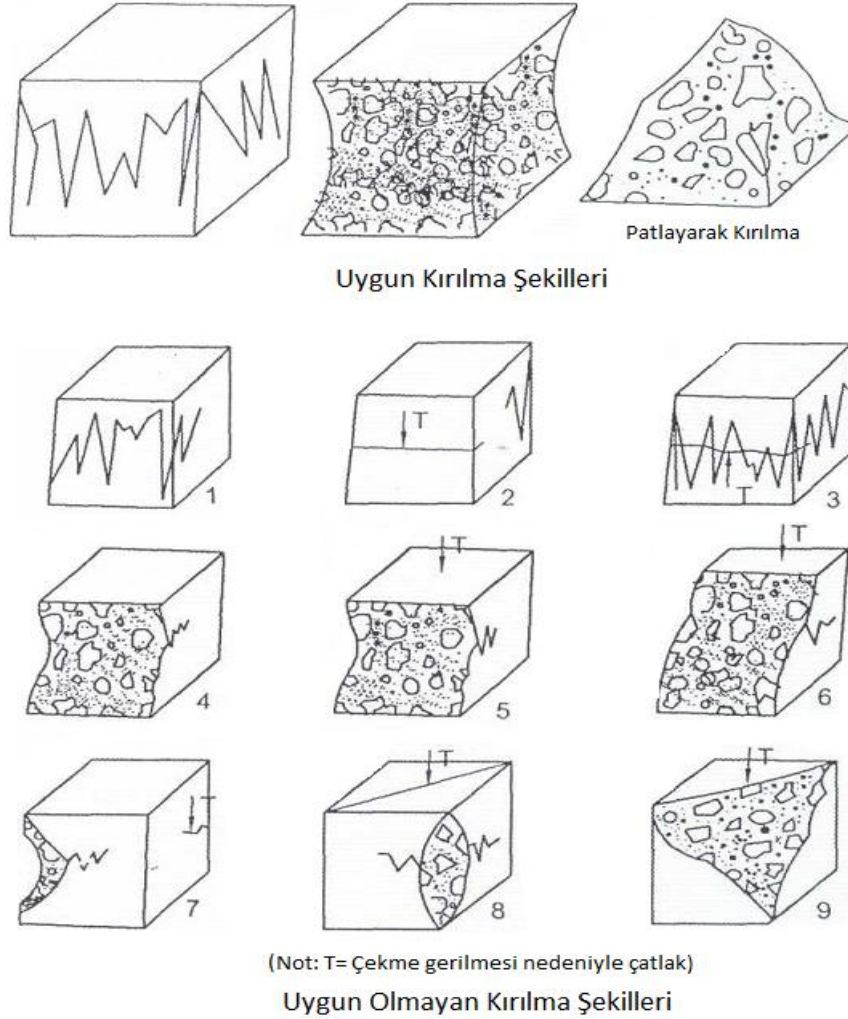 Patlayarak Kırılma
Uygun Kırılma Şekilleri
1
T
2
T
3
4
T
5
T
6
T
7
T
8
T
9
(Not: T= Çekme gerilmesi nedeniyle çatlak)
Uygun Olmayan Kırılma Şekilleri